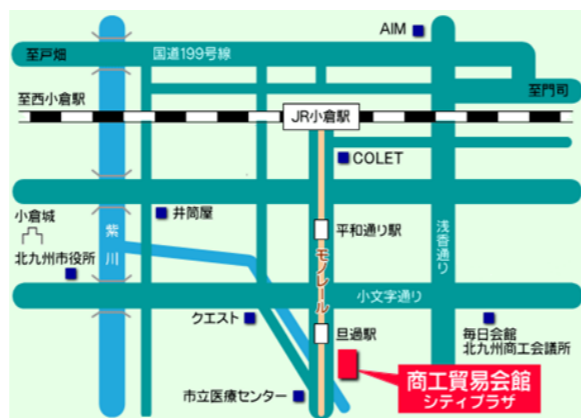 AIM
至戸畑
国道199号線
至門司
至西小倉駅
JR小倉駅
COLET
井筒屋
平和通り駅
小倉城
北九州市役所
紫川
浅香通り
モノレール
小文字通り
クエスト
旦過駅
毎日会館
北九州商工会議所
商工貿易会館
シティプラザ
市立医療センター